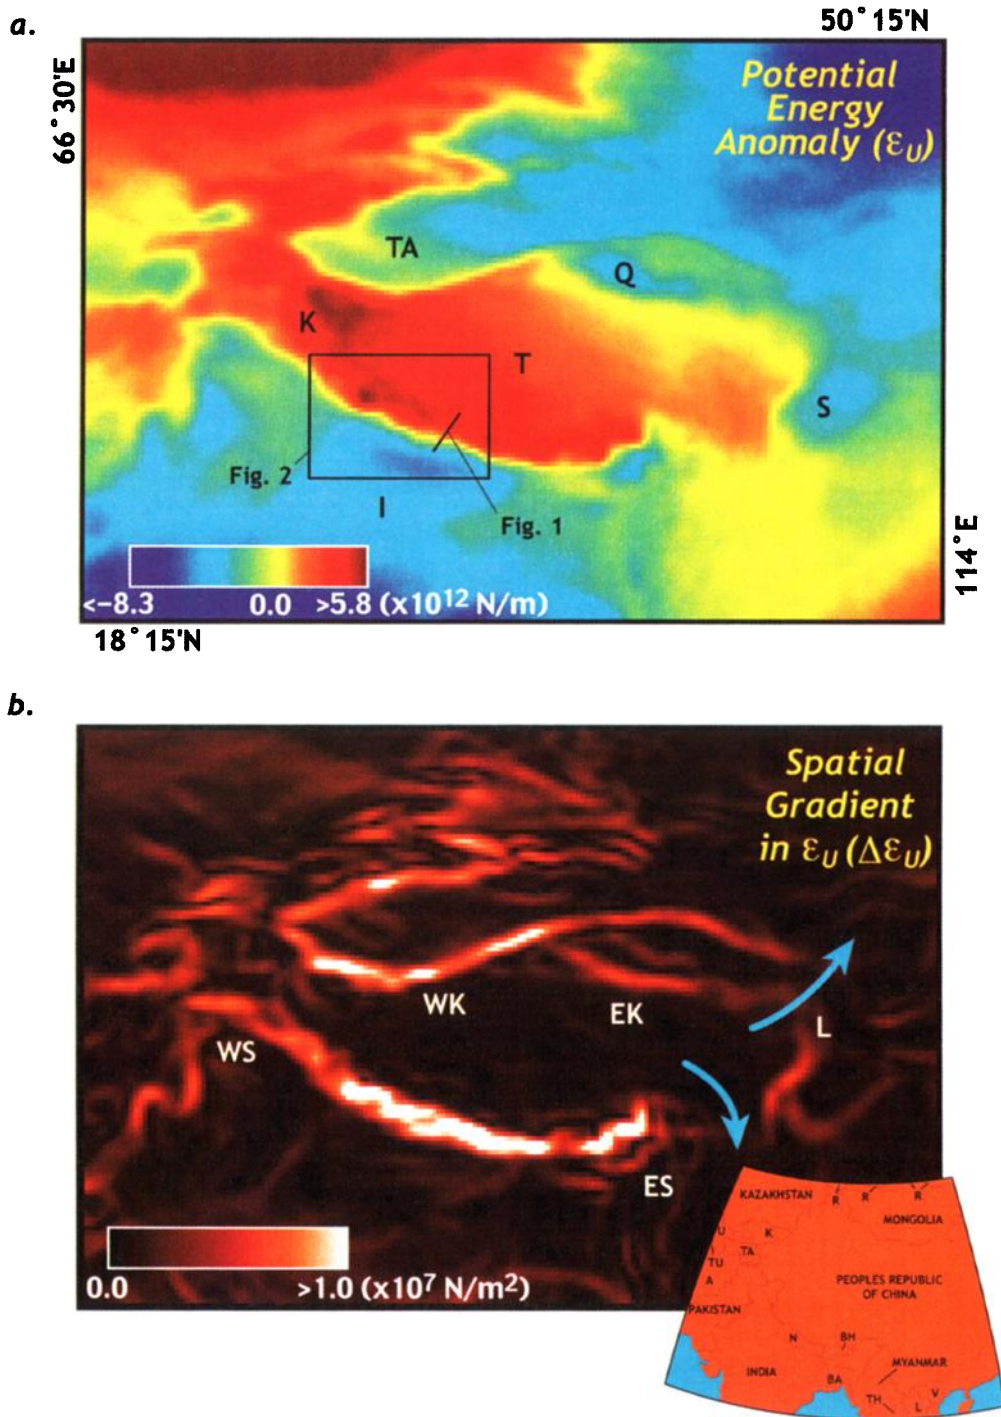 a.
50°15'N
66°30'E
Potential
Energy
Anomaly (εU)
TA
Q
K
T
S
Fig. 2
I
Fig. 1
<-8.3 0.0 >5.8 (x10¹² N/m)
114°E
18°15'N
b.
Spatial
Gradient
in εU (ΔεU)
WK
EK
L
WS
ES
0.0 >1.0 (x10⁷ N/m²)
KAZAKHSTAN
R R R
MONGOLIA
U
K
TA
TU
A
PEOPLES REPUBLIC
OF CHINA
PAKISTAN
N
BH
MYANMAR
INDIA
BA
TH
V
L